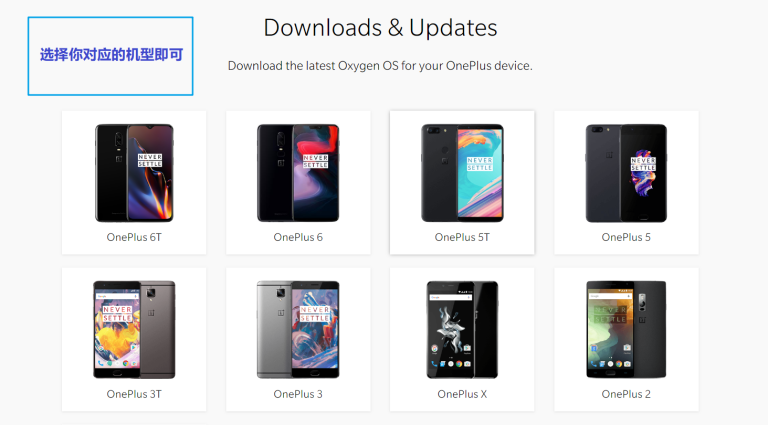 Downloads & Updates
选择你对应的机型即可
Download the latest Oxygen OS for your OnePlus device.
NEVER
SETTLE
NEVER
SETTLE
NEVER
SETTLE
NEVER
SETTLE
OnePlus 6T
OnePlus 6
OnePlus 5T
OnePlus 5
NEVER
SETTLE
NEVER
SETTLE
NEVER
SETTLE
OnePlus 3T
OnePlus 3
OnePlus X
OnePlus 2